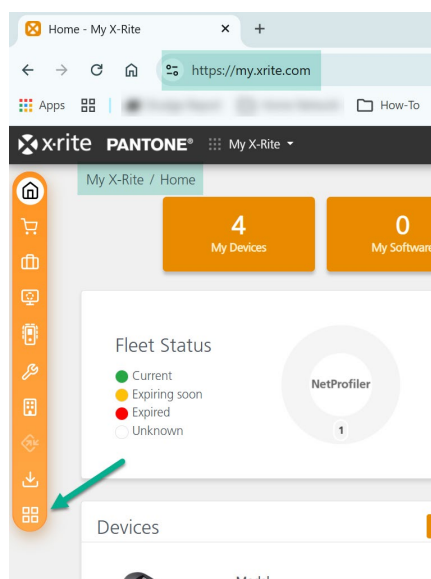 Home - My X-Rite
https://my.xrite.com
Apps
How-To
x·rite PANTONE® My X-Rite
My X-Rite / Home
4
My Devices
0
My Software
Fleet Status
Current
Expiring soon
Expired
Unknown
NetProfiler
1
Devices